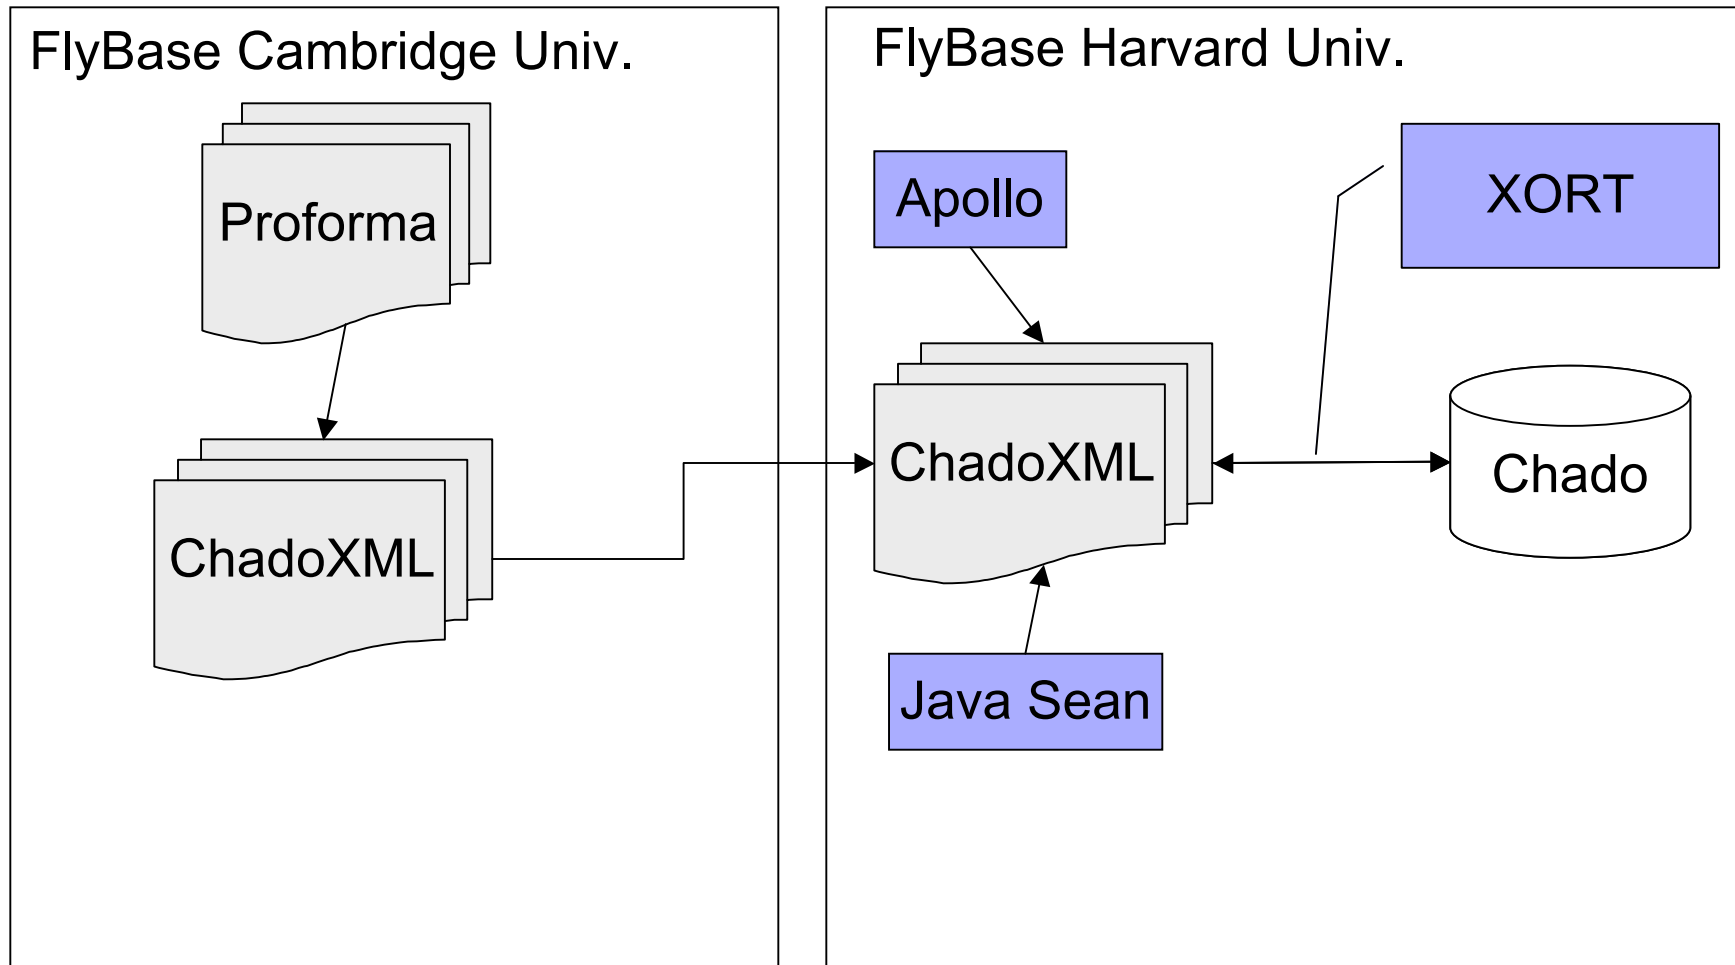 FlyBase Cambridge Univ.
Proforma
ChadoXML
FlyBase Harvard Univ.
Apollo
XORT
ChadoXML
Chado
Java Sean